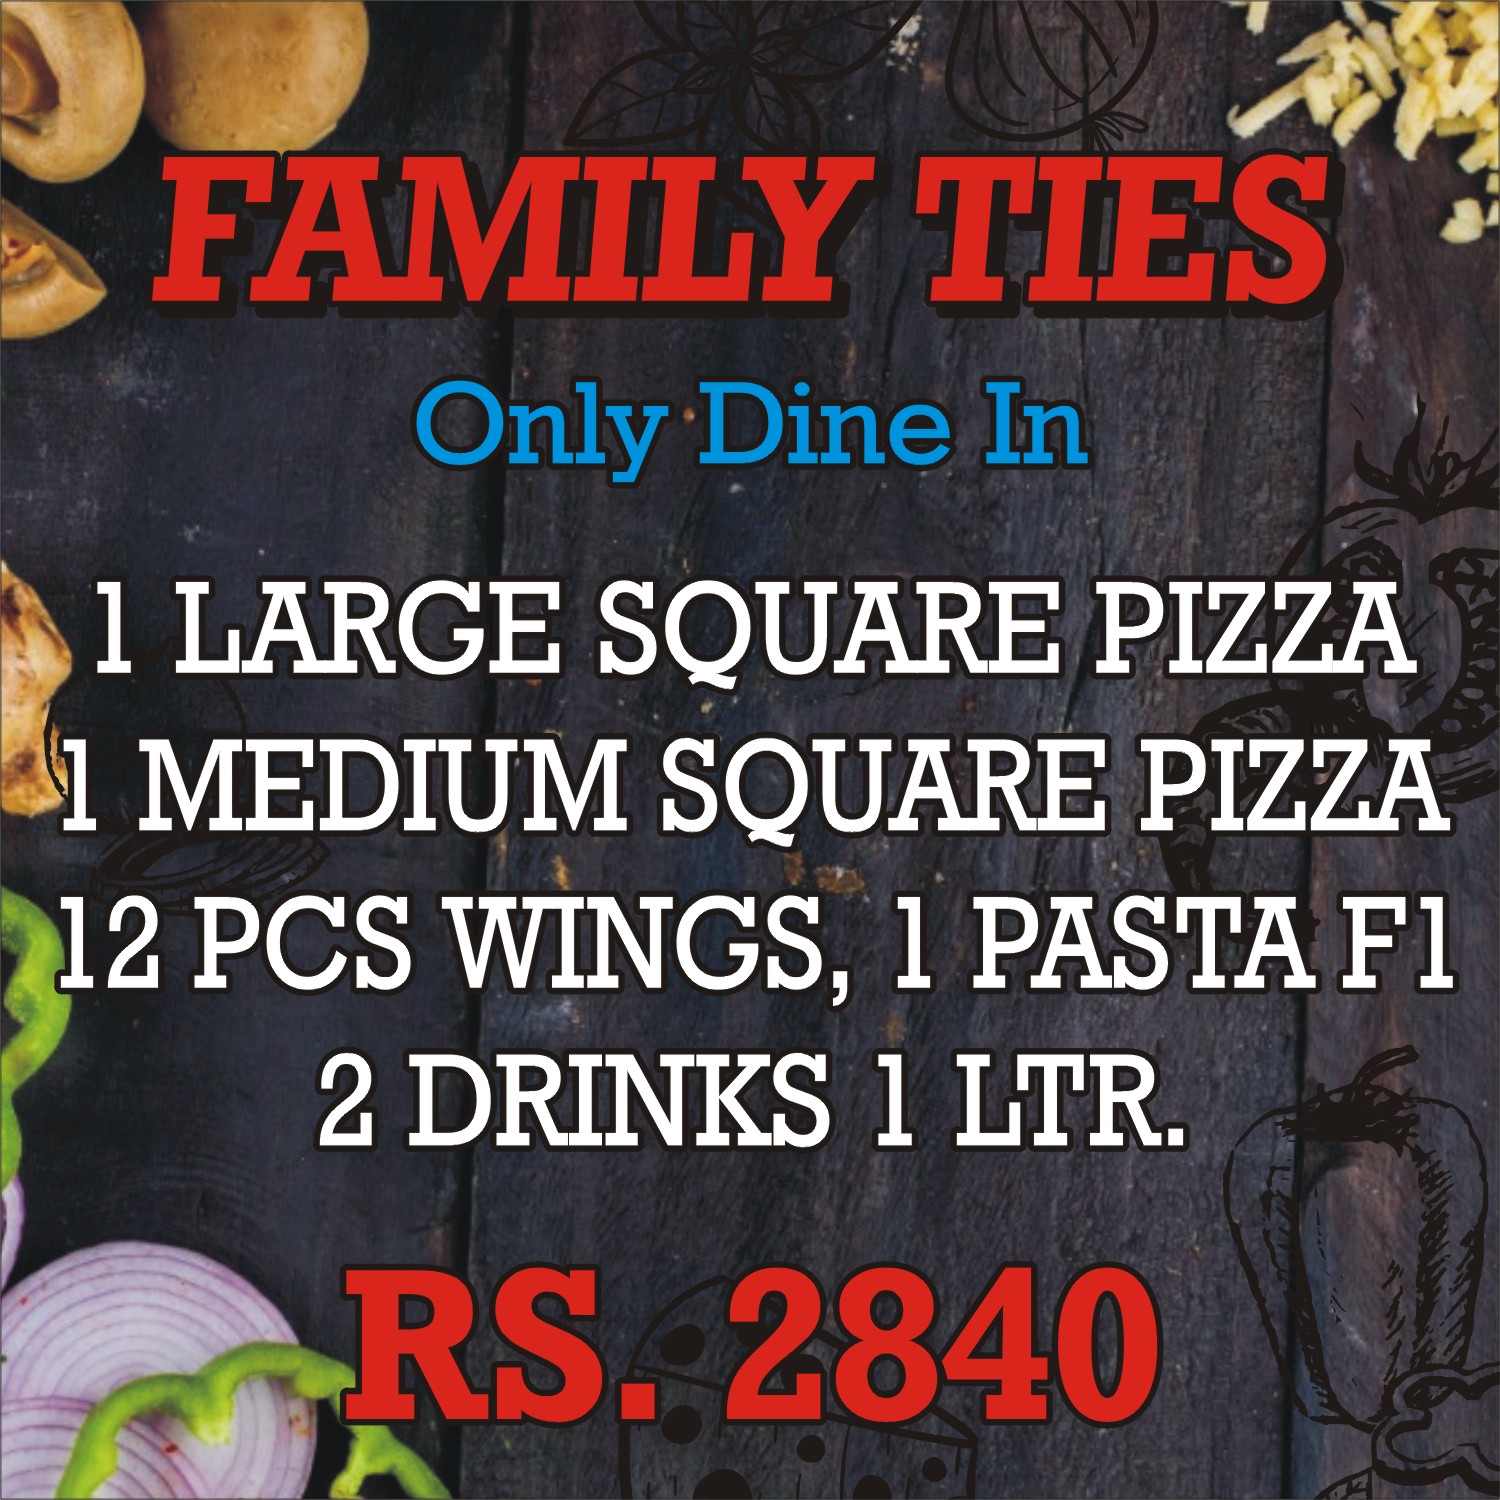 FAMILY TIES
Only Dine In
1 LARGE SQUARE PIZZA
1 MEDIUM SQUARE PIZZA
12 PCS WINGS, 1 PASTA F1
2 DRINKS 1 LTR.
RS. 2840